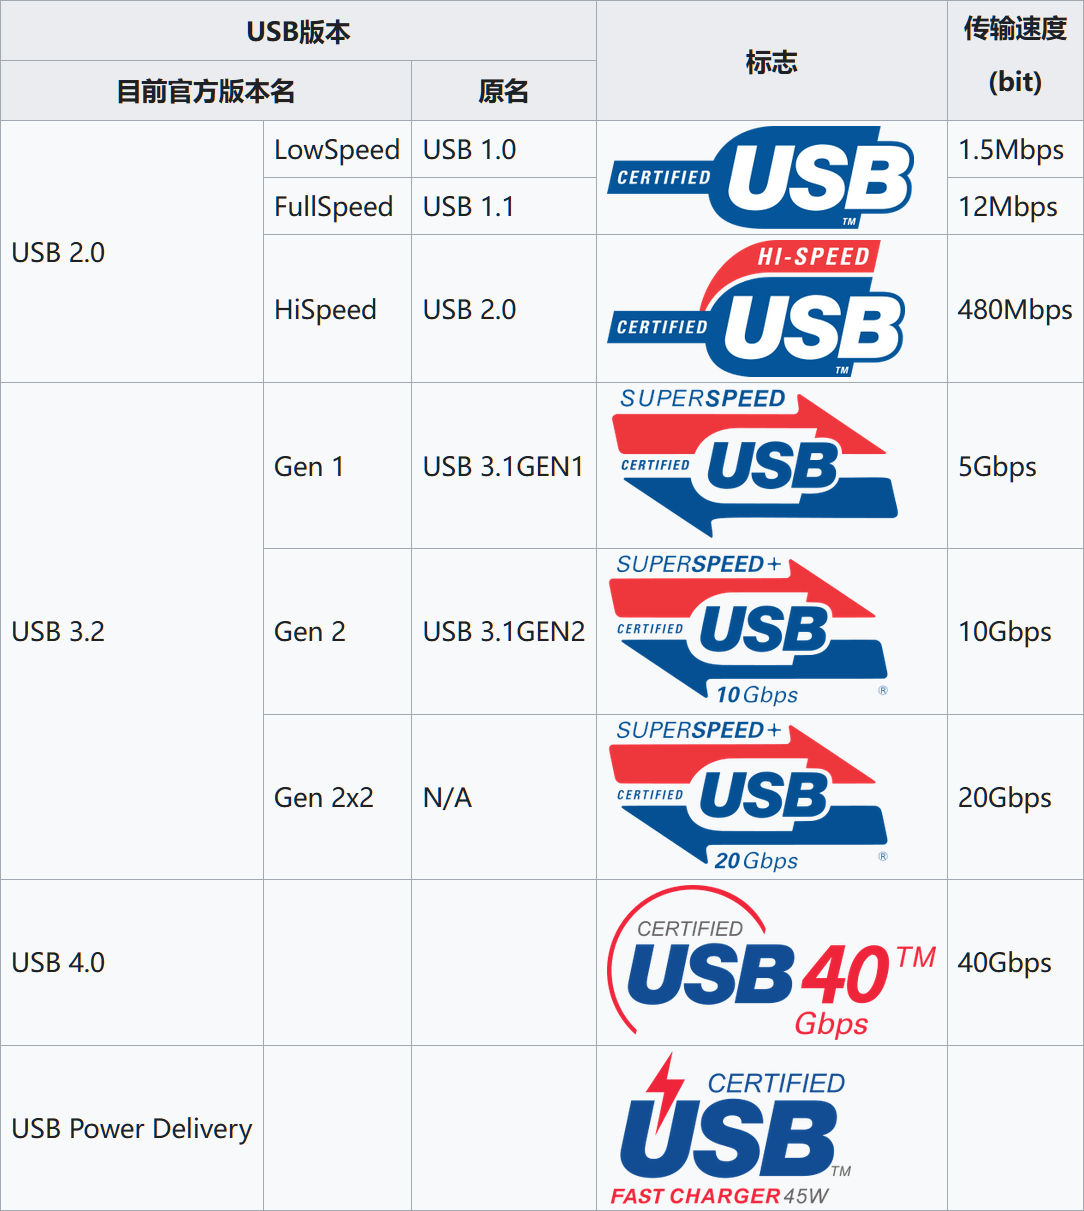 USB版本
标志
传输速度
(bit)
目前官方版本名
原名
USB 2.0
LowSpeed
USB 1.0
CERTIFIED USB TM
1.5Mbps
FullSpeed
USB 1.1
12Mbps
HiSpeed
USB 2.0
HI-SPEED
CERTIFIED USB TM
480Mbps
USB 3.2
Gen 1
USB 3.1GEN1
SUPERSPEED
CERTIFIED USB
5Gbps
Gen 2
USB 3.1GEN2
SUPERSPEED+
CERTIFIED USB
10 Gbps ®
10Gbps
Gen 2x2
N/A
SUPERSPEED+
CERTIFIED USB
20 Gbps ®
20Gbps
USB 4.0
CERTIFIED
USB 40 TM
Gbps
40Gbps
USB Power Delivery
CERTIFIED
USB TM
FAST CHARGER 45W